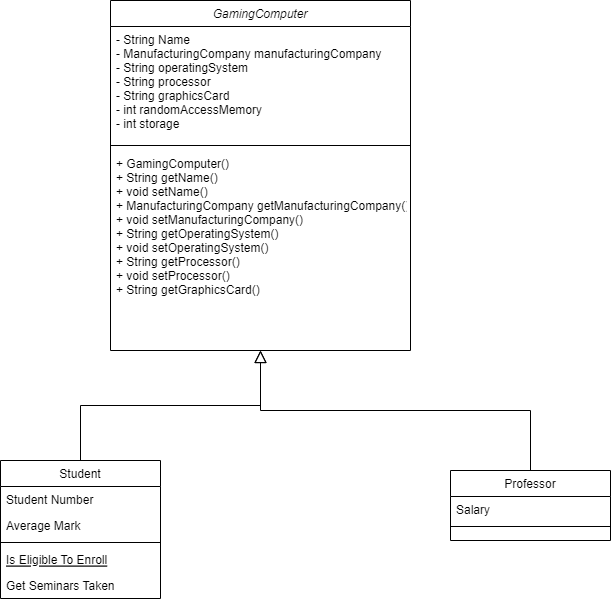 GamingComputer
- String Name
- ManufacturingCompany manufacturingCompany
- String operatingSystem
- String processor
- String graphicsCard
- int randomAccessMemory
- int storage
+ GamingComputer()
+ String getName()
+ void setName()
+ ManufacturingCompany getManufacturingCompany(
+ void setManufacturingCompany()
+ String getOperatingSystem()
+ void setOperatingSystem()
+ String getProcessor()
+ void setProcessor()
+ String getGraphicsCard()
Student
Student Number
Average Mark
Is Eligible To Enroll
Get Seminars Taken
Professor
Salary